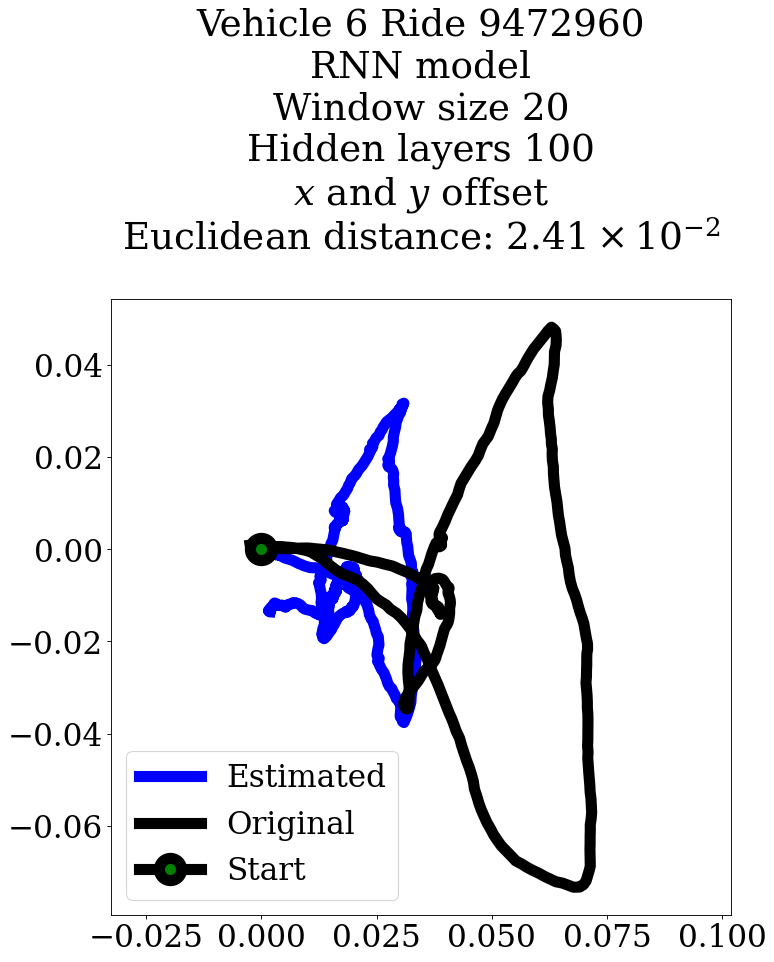 Vehicle 6 Ride 9472960
RNN model
Window size 20
Hidden layers 100
x and y offset
Euclidean distance: 2.41 × 10⁻²
0.04
0.02
0.00
−0.02
−0.04
−0.06
Estimated
Original
Start
−0.025 0.000 0.025 0.050 0.075 0.100